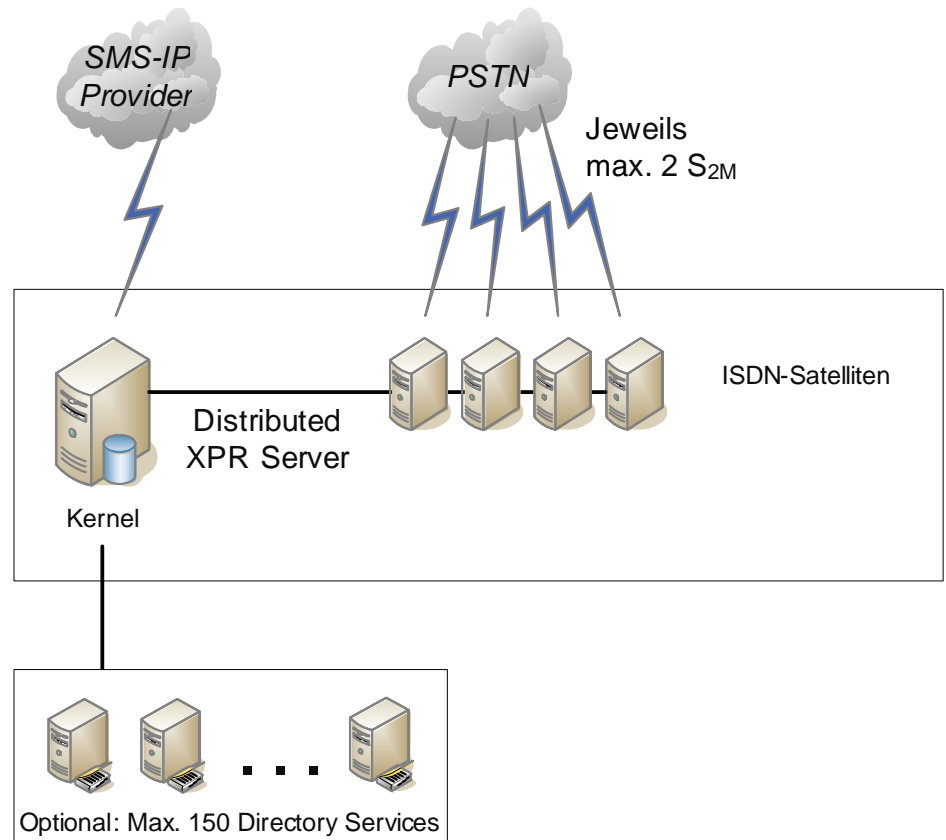 SMS-IP
Provider
PSTN
Jeweils
max. 2 S2M
ISDN-Satelliten
Distributed
XPR Server
Kernel
. . .
Optional: Max. 150 Directory Services